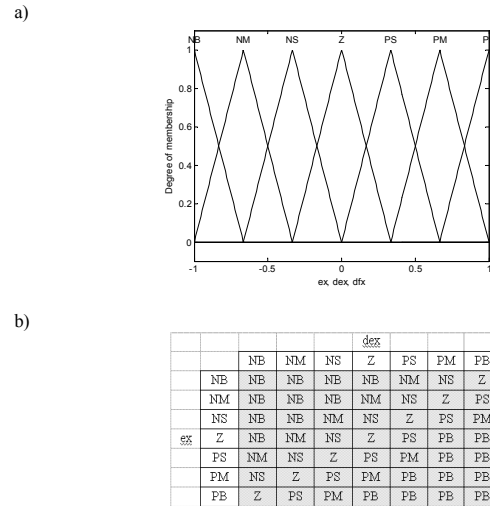 a)
NB NM NS Z PS PM P
1
0.8
0.6
0.4
0.2
0
Degree of membership
-1 -0.5 0 0.5 1
ex, dex, dfx
b)
dex
NB NM NS Z PS PM PB
NB NB NB NB NB NM NS Z
NM NB NB NB NM NS Z PS
NS NB NB NM NS Z PS PM
ex Z NB NM NS Z PS PB PB
PS NM NS Z PS PM PB PB
PM NS Z PS PM PB PB PB
PB Z PS PM PB PB PB PB